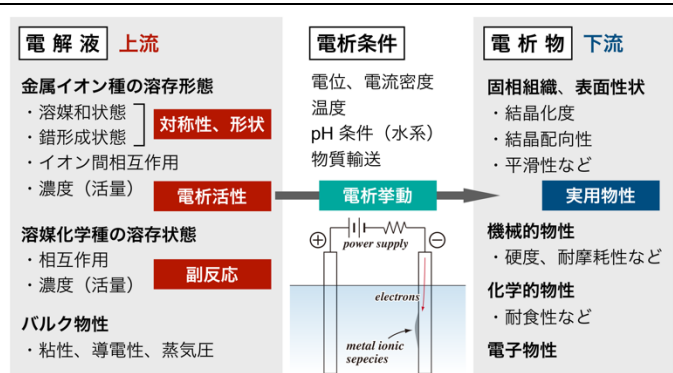 電解液 上流
金属イオン種の溶存形態
・溶媒和状態
・錯形成状態
対称性、形状
・イオン間相互作用
・濃度（活量）
電析活性
溶媒化学種の溶存状態
・相互作用
・濃度（活量）
副反応
バルク物性
・粘性、導電性、蒸気圧
電析条件
電位、電流密度
温度
pH 条件（水系）
物質輸送
電析挙動
⊕
⊖
power supply
electrons
metal ionic
sepecies
電析物 下流
固相組織、表面性状
・結晶化度
・結晶配向性
・平滑性など
実用物性
機械的物性
・硬度、耐摩耗性など
化学的物性
・耐食性など
電子物性